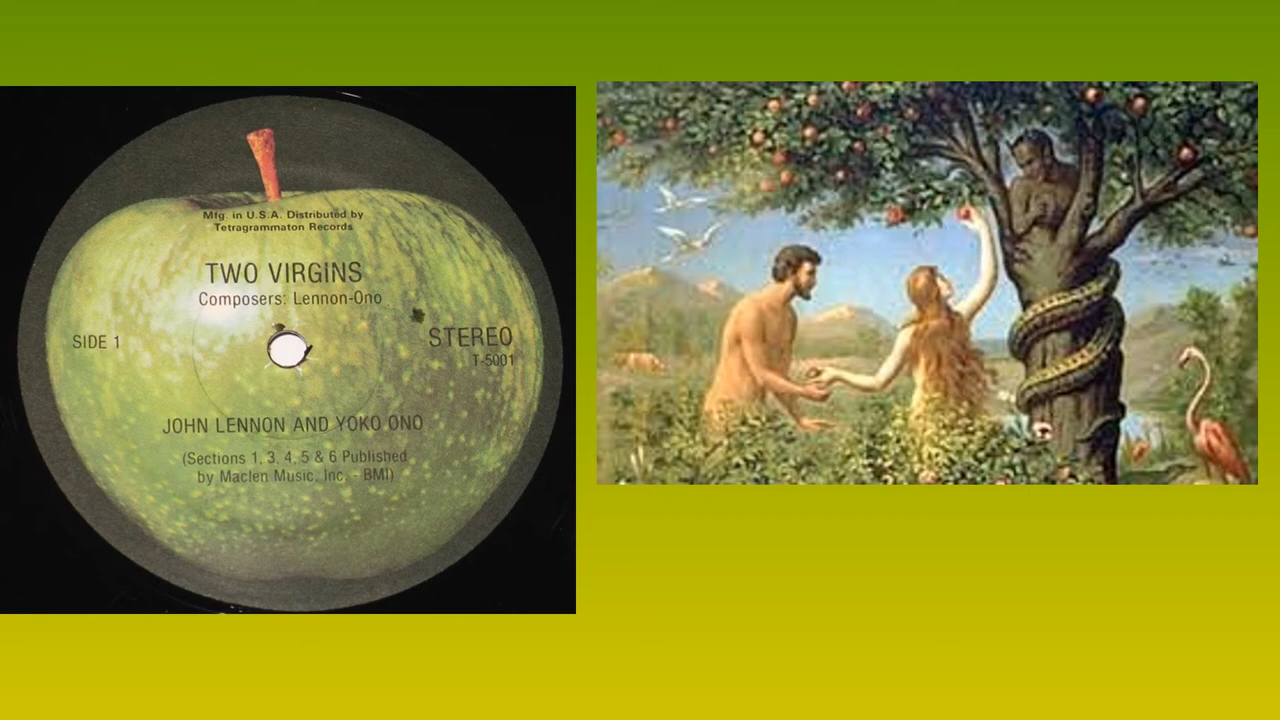 Mfg. in U.S.A. Distributed by
Tetragrammaton Records
TWO VIRGINS
Composers: Lennon-Ono
SIDE 1
STEREO
T-5001
JOHN LENNON AND YOKO ONO
(Sections 1, 3, 4, 5 & 6 Published
by Maclen Music, Inc. - BMI)